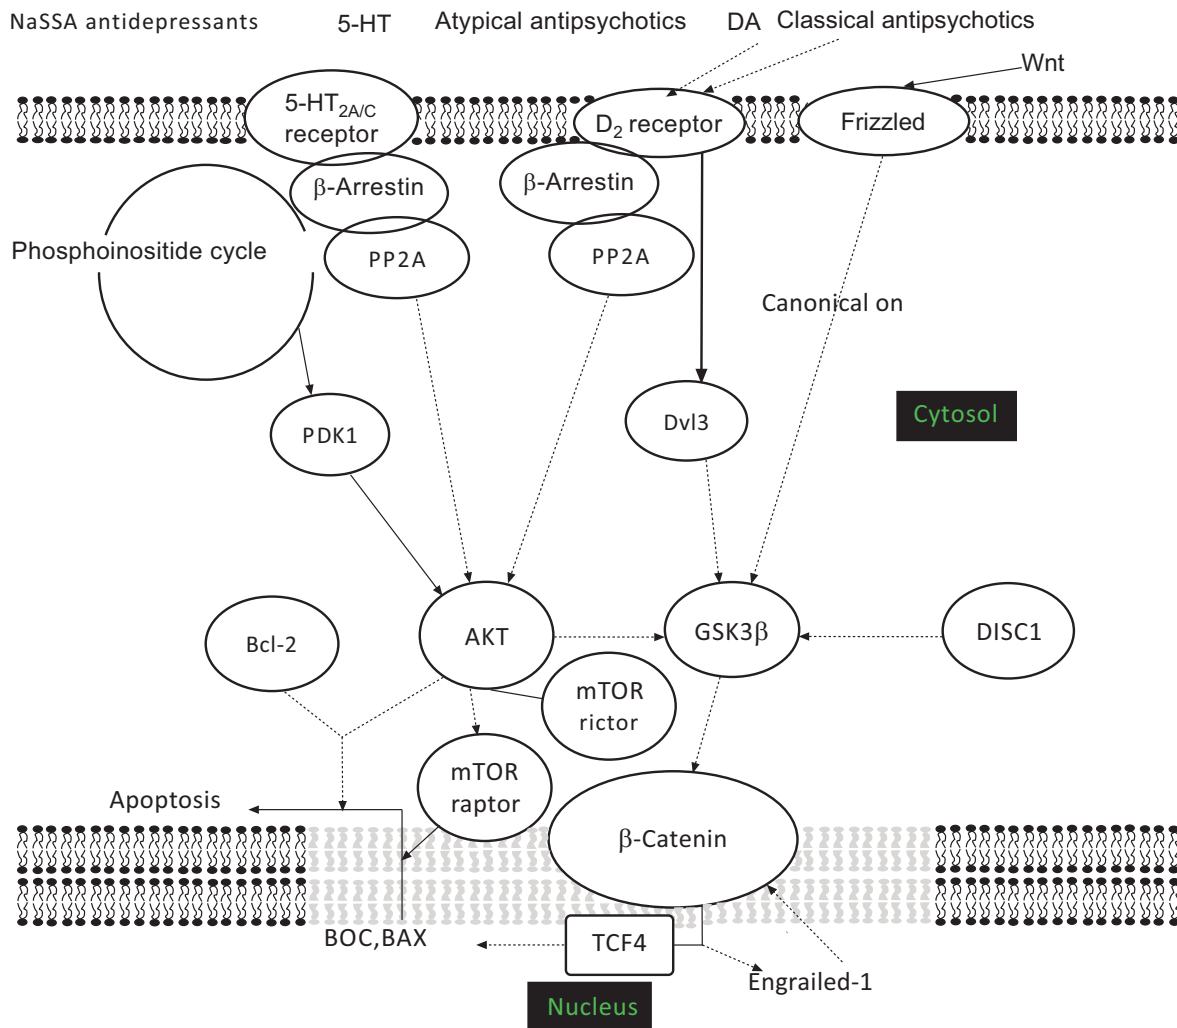 NaSSA antidepressants 5-HT Atypical antipsychotics DA Classical antipsychotics
Wnt
5-HT2A/C
receptor
D2 receptor
Frizzled
β-Arrestin
β-Arrestin
Phosphoinositide cycle
PP2A
PP2A
Canonical on
PDK1
Dvl3
Cytosol
Bcl-2
AKT
GSK3β
DISC1
mTOR
rictor
mTOR
raptor
Apoptosis
β-Catenin
BOC,BAX
TCF4
Engrailed-1
Nucleus